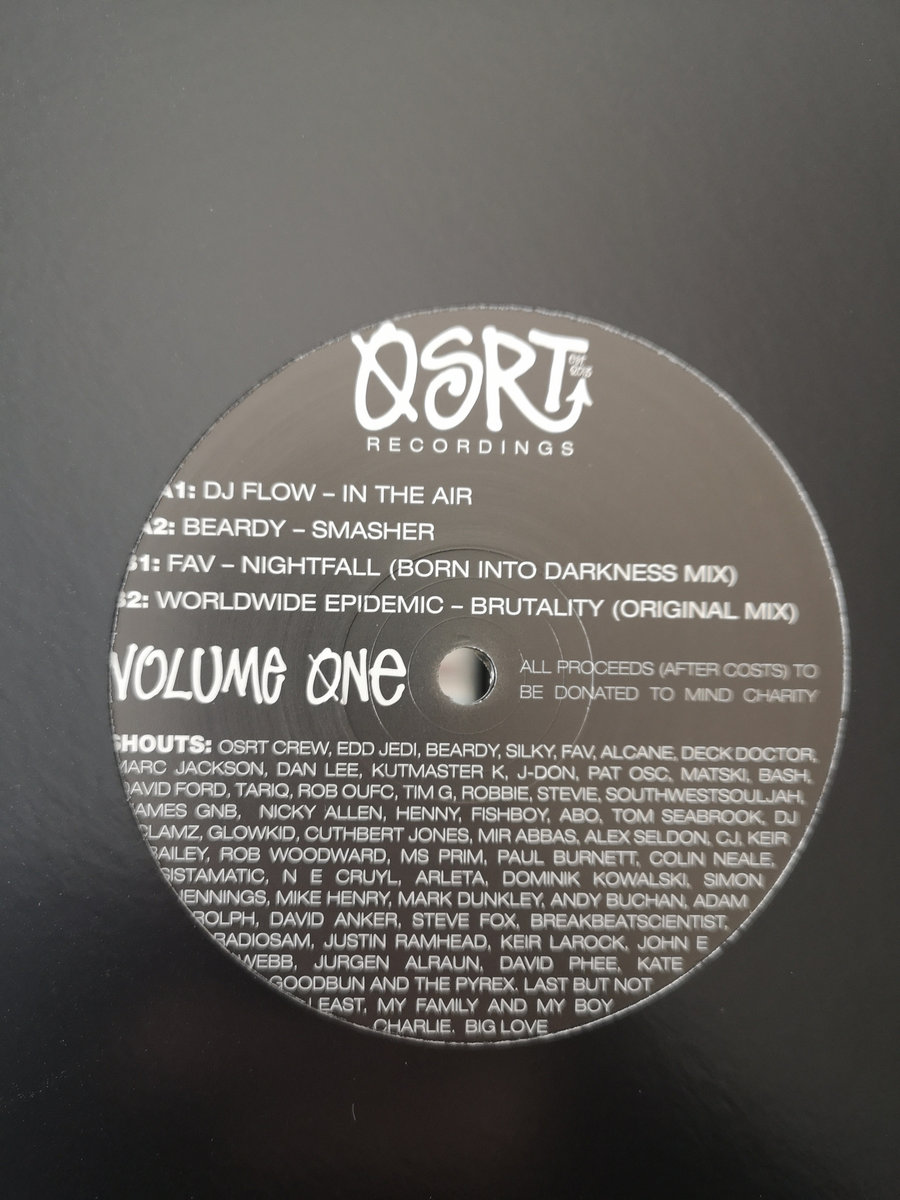 OSRT
RECORDINGS
A1: DJ FLOW – IN THE AIR
A2: BEARDY – SMASHER
B1: FAV – NIGHTFALL (BORN INTO DARKNESS MIX)
B2: WORLDWIDE EPIDEMIC – BRUTALITY (ORIGINAL MIX)
VOLUME ONE
ALL PROCEEDS (AFTER COSTS) TO
BE DONATED TO MIND CHARITY
SHOUTS: OSRT CREW, EDD JEDI, BEARDY, SILKY, FAV, ALCANE, DECK DOCTOR,
MARC JACKSON, DAN LEE, KUTMASTER K, J-DON, PAT OSC, MATSKI, BASH,
DAVID FORD, TARIQ, ROB OUFC, TIM G, ROBBIE, STEVIE, SOUTHWESTSOULJAH,
JAMES GNB, NICKY ALLEN, HENNY, FISHBOY, ABO, TOM SEABROOK, DJ
CLAMZ, GLOWKID, CUTHBERT JONES, MIR ABBAS, ALEX SELDON, CJ, KEIR
BAILEY, ROB WOODWARD, MS PRIM, PAUL BURNETT, COLIN NEALE,
SISTAMATIC, N E CRUYL, ARLETA, DOMINIK KOWALSKI, SIMON
JENNINGS, MIKE HENRY, MARK DUNKLEY, ANDY BUCHAN, ADAM
ROLPH, DAVID ANKER, STEVE FOX, BREAKBEATSCIENTIST,
RADIOSAM, JUSTIN RAMHEAD, KEIR LAROCK, JOHN E
WEBB, JURGEN ALRAUN, DAVID PHEE, KATE
GOODBUN AND THE PYREX. LAST BUT NOT
LEAST, MY FAMILY AND MY BOY
CHARLIE. BIG LOVE